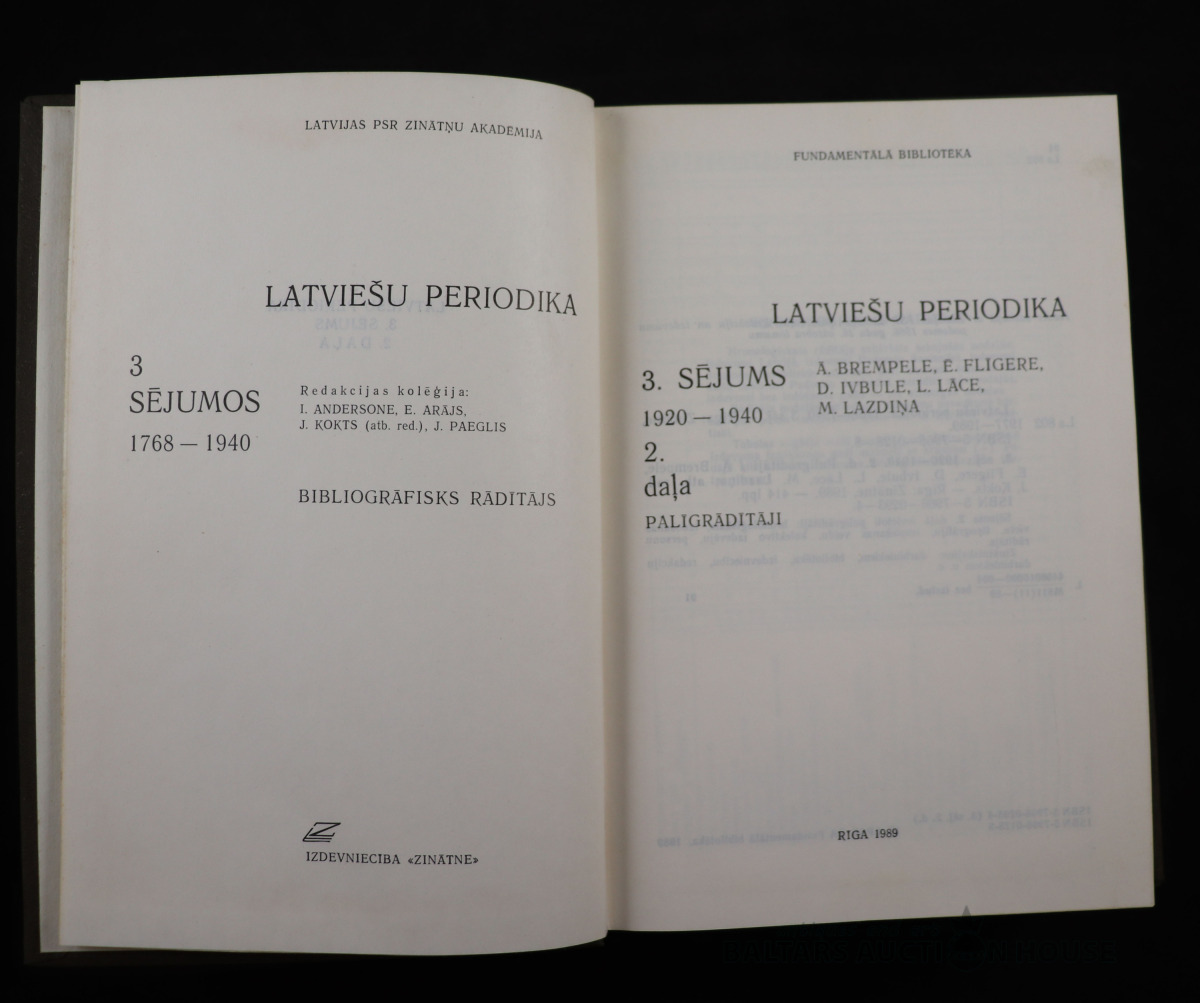 LATVIJAS PSR ZINĀTŅU AKADĒMIJA
LATVIEŠU PERIODIKA
3
SĒJUMOS
1768 — 1940
Redakcijas kolēģija:
I. ANDERSONE, E. ARĀJS,
J. KOKTS (atb. red.), J. PAEGLIS
BIBLIOGRĀFISKS RĀDĪTĀJS
IZDEVNIECĪBA «ZINĀTNE»
FUNDAMENTĀLĀ BIBLIOTĒKA
LATVIEŠU PERIODIKA
3. SĒJUMS
1920 — 1940
2.
daļa
PALĪGRĀDĪTĀJI
Ā. BREMPELE, Ē. FLĪGERE,
D. ĪVBULE, L. LĀCE,
M. LAZDIŅA
RĪGA 1989